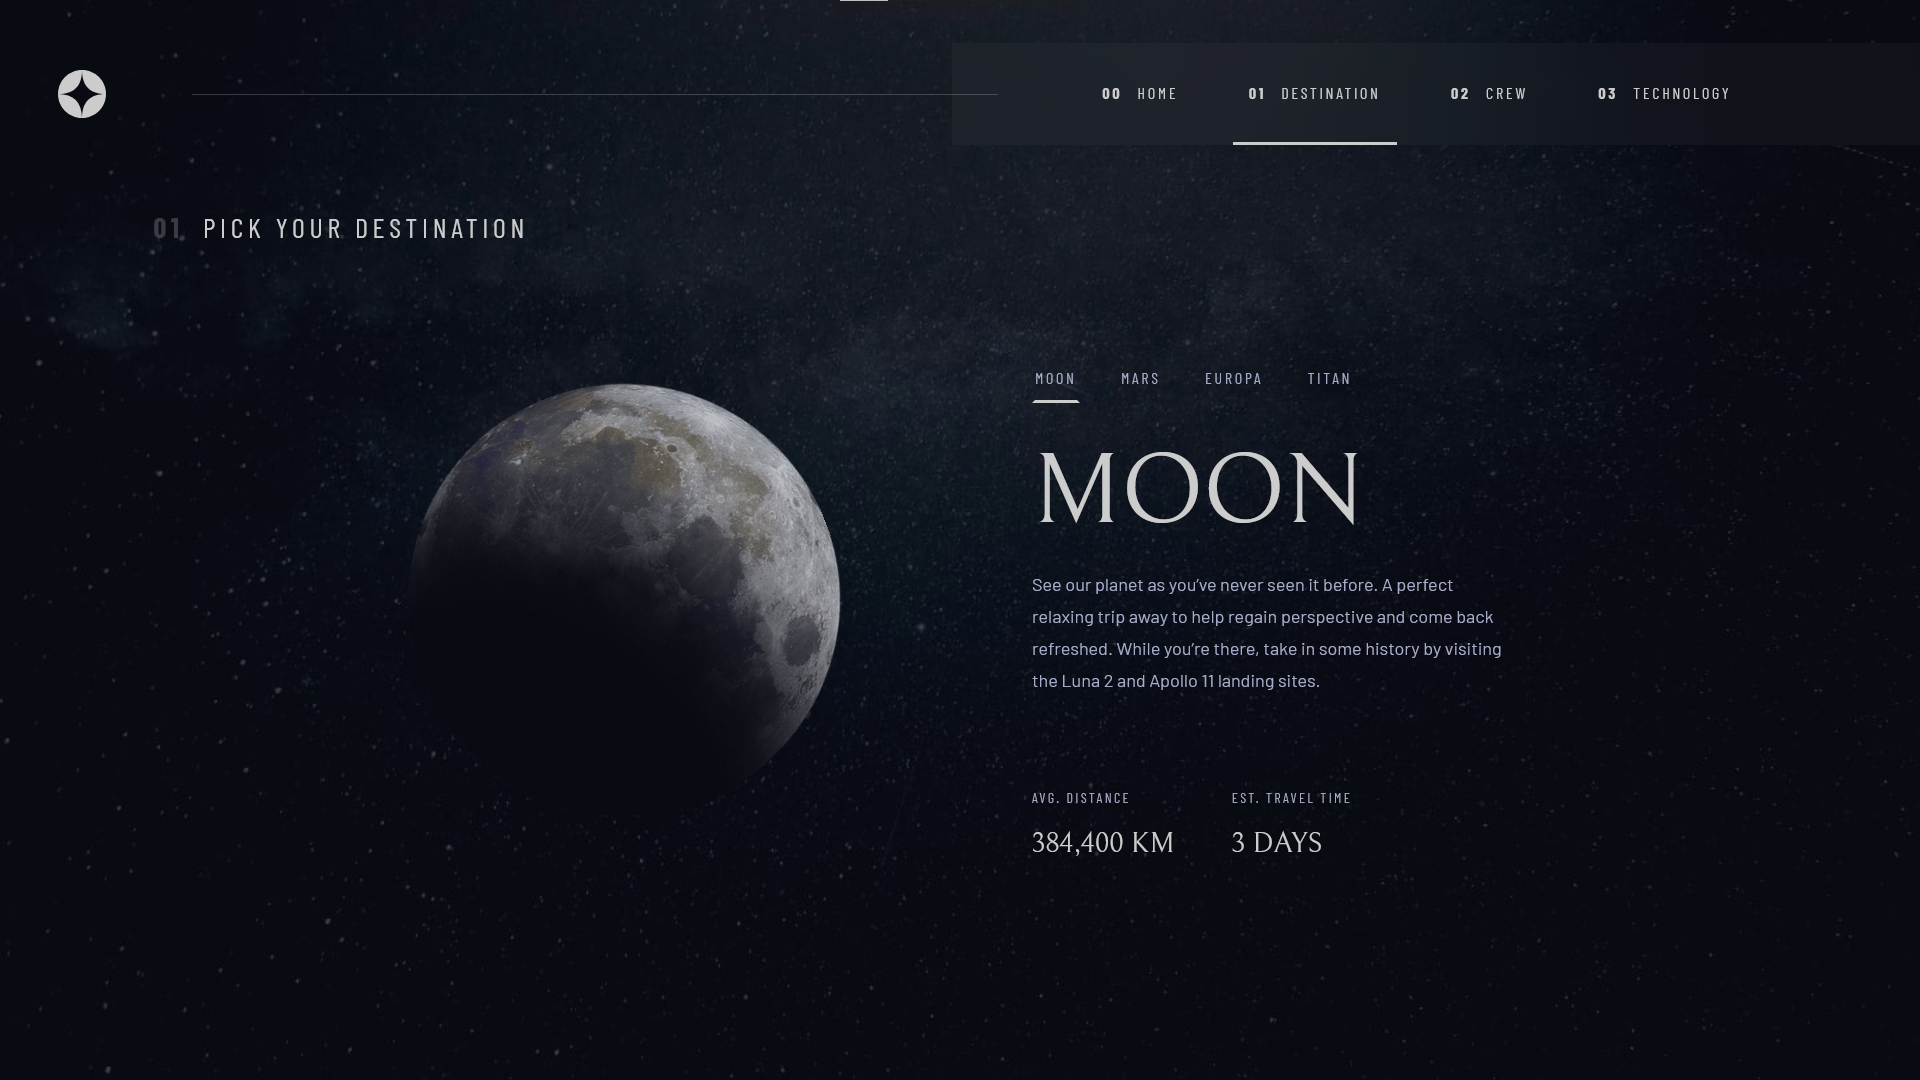 00 HOME 01 DESTINATION 02 CREW 03 TECHNOLOGY
01 PICK YOUR DESTINATION
MOON MARS EUROPA TITAN
MOON
See our planet as you’ve never seen it before. A perfect
relaxing trip away to help regain perspective and come back
refreshed. While you’re there, take in some history by visiting
the Luna 2 and Apollo 11 landing sites.
AVG. DISTANCE EST. TRAVEL TIME
384,400 KM 3 DAYS